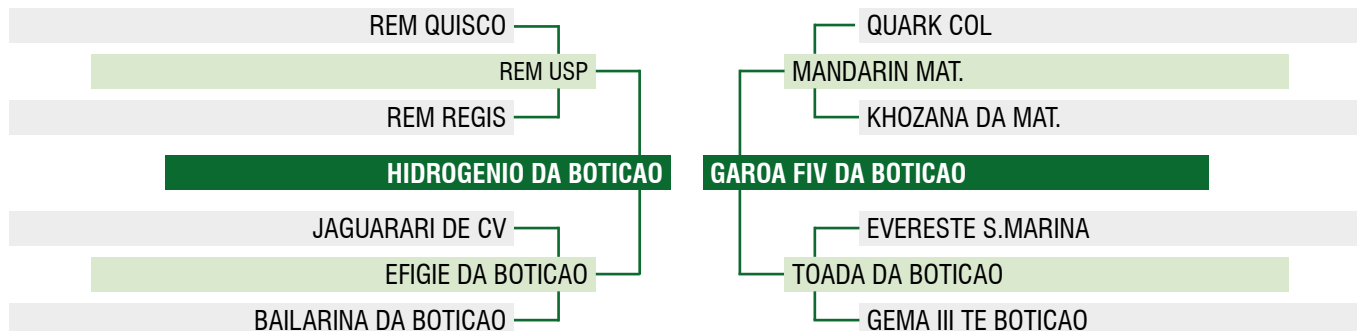 REM QUISCO
REM USP
REM REGIS
HIDROGENIO DA BOTICAO
JAGUARARI DE CV
EFIGIE DA BOTICAO
BAILARINA DA BOTICAO
QUARK COL
MANDARIN MAT.
KHOZANA DA MAT.
GAROA FIV DA BOTICAO
EVERESTE S.MARINA
TOADA DA BOTICAO
GEMA III TE BOTICAO